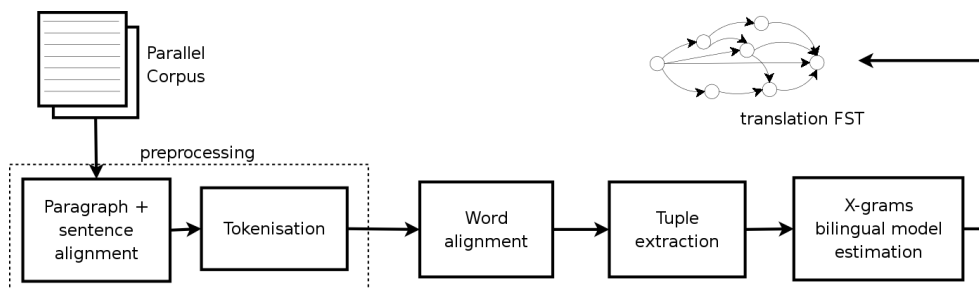 Parallel
Corpus
translation FST
preprocessing
Paragraph +
sentence
alignment
Tokenisation
Word
alignment
Tuple
extraction
X-grams
bilingual model
estimation